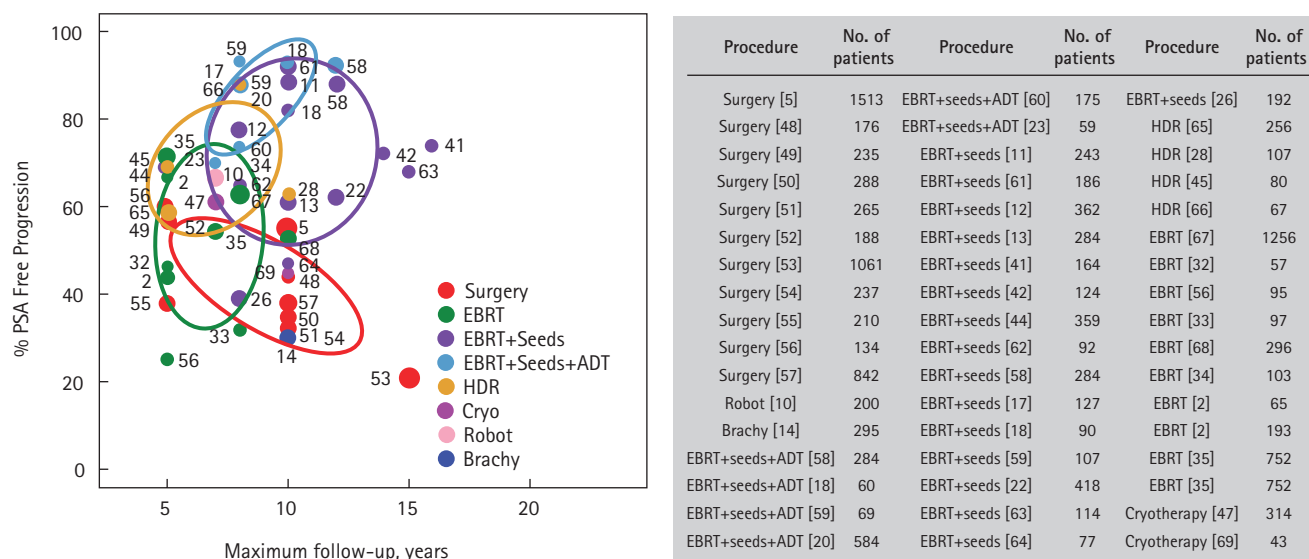 % PSA Free Progression
100
80
60
40
20
0
59
18
17
61
58
66
59
11
20
18
58
12
35
60
41
45
23
34
42
44
2
10
62
63
56
47
67
28
22
65
13
49
52
35
5
68
32
64
2
69
48
55
26
57
50
33
51
54
14
56
53
Surgery
EBRT
EBRT+Seeds
EBRT+Seeds+ADT
HDR
Cryo
Robot
Brachy
5
10
15
20
Maximum follow-up, years
Procedure No. of patients Procedure No. of patients Procedure No. of patients
Surgery [5] 1513 EBRT+seeds+ADT [60] 175 EBRT+seeds [26] 192
Surgery [48] 176 EBRT+seeds+ADT [23] 59 HDR [65] 256
Surgery [49] 235 EBRT+seeds [11] 243 HDR [28] 107
Surgery [50] 288 EBRT+seeds [61] 186 HDR [45] 80
Surgery [51] 265 EBRT+seeds [12] 362 HDR [66] 67
Surgery [52] 188 EBRT+seeds [13] 284 EBRT [67] 1256
Surgery [53] 1061 EBRT+seeds [41] 164 EBRT [32] 57
Surgery [54] 237 EBRT+seeds [42] 124 EBRT [56] 95
Surgery [55] 210 EBRT+seeds [44] 359 EBRT [33] 97
Surgery [56] 134 EBRT+seeds [62] 92 EBRT [68] 296
Surgery [57] 842 EBRT+seeds [58] 284 EBRT [34] 103
Robot [10] 200 EBRT+seeds [17] 127 EBRT [2] 65
Brachy [14] 295 EBRT+seeds [18] 90 EBRT [2] 193
EBRT+seeds+ADT [58] 284 EBRT+seeds [59] 107 EBRT [35] 752
EBRT+seeds+ADT [18] 60 EBRT+seeds [22] 418 EBRT [35] 752
EBRT+seeds+ADT [59] 69 EBRT+seeds [63] 114 Cryotherapy [47] 314
EBRT+seeds+ADT [20] 584 EBRT+seeds [64] 77 Cryotherapy [69] 43